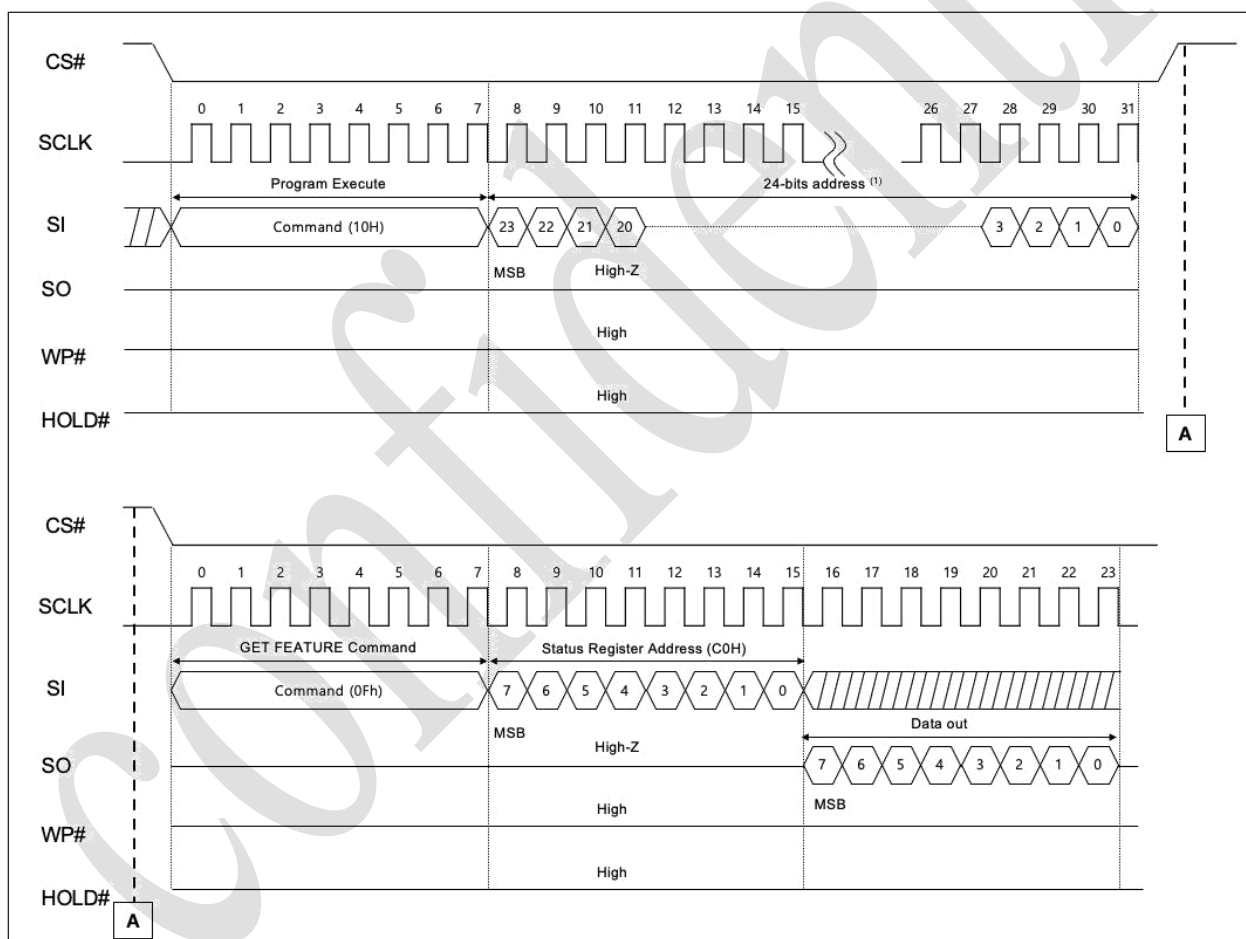 CS#
0 1 2 3 4 5 6 7 8 9 10 11 12 13 14 15 26 27 28 29 30 31
SCLK
Program Execute 24-bits address (1)
SI Command (10H) 23 22 21 20 3 2 1 0
MSB High-Z
SO
High
WP#
High
HOLD#
A
CS#
0 1 2 3 4 5 6 7 8 9 10 11 12 13 14 15 16 17 18 19 20 21 22 23
SCLK
GET FEATURE Command Status Register Address (C0H)
SI Command (0Fh) 7 6 5 4 3 2 1 0
Data out
MSB High-Z
SO 7 6 5 4 3 2 1 0
High MSB
WP#
High
HOLD#
A
confident